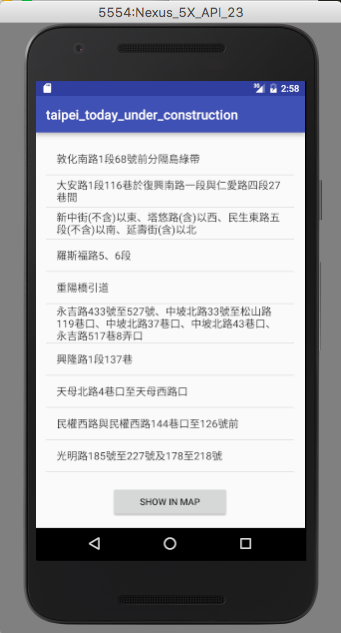 5554:Nexus_5X_API_23
3G
2:58
taipei_today_under_construction
敦化南路1段68號前分隔島綠帶
大安路1段116巷於復興南路一段與仁愛路四段27
巷間
新中街(不含)以東、塔悠路(含)以西、民生東路五
段(不含)以南、延壽街(含)以北
羅斯福路5、6段
重陽橋引道
永吉路433號至527號、中坡北路33號至松山路
119巷口、中坡北路37巷口、中坡北路43巷口、
永吉路517巷8弄口
興隆路1段137巷
天母北路4巷口至天母西路口
民權西路與民權西路144巷口至126號前
光明路185號至227號及178至218號
SHOW IN MAP